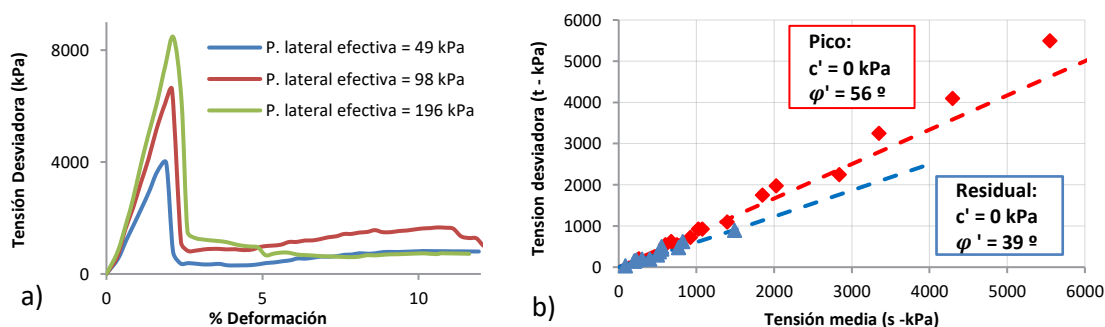 Tensión Desviadora (kPa)
8000
4000
0
0
5
10
% Deformación
P. lateral efectiva = 49 kPa
P. lateral efectiva = 98 kPa
P. lateral efectiva = 196 kPa
a)
Tension desviadora (t - kPa)
6000
5000
4000
3000
2000
1000
0
0
1000
2000
3000
4000
5000
6000
Tensión media (s -kPa)
Pico:
c' = 0 kPa
φ' = 56 º
Residual:
c' = 0 kPa
φ ' = 39 º
b)